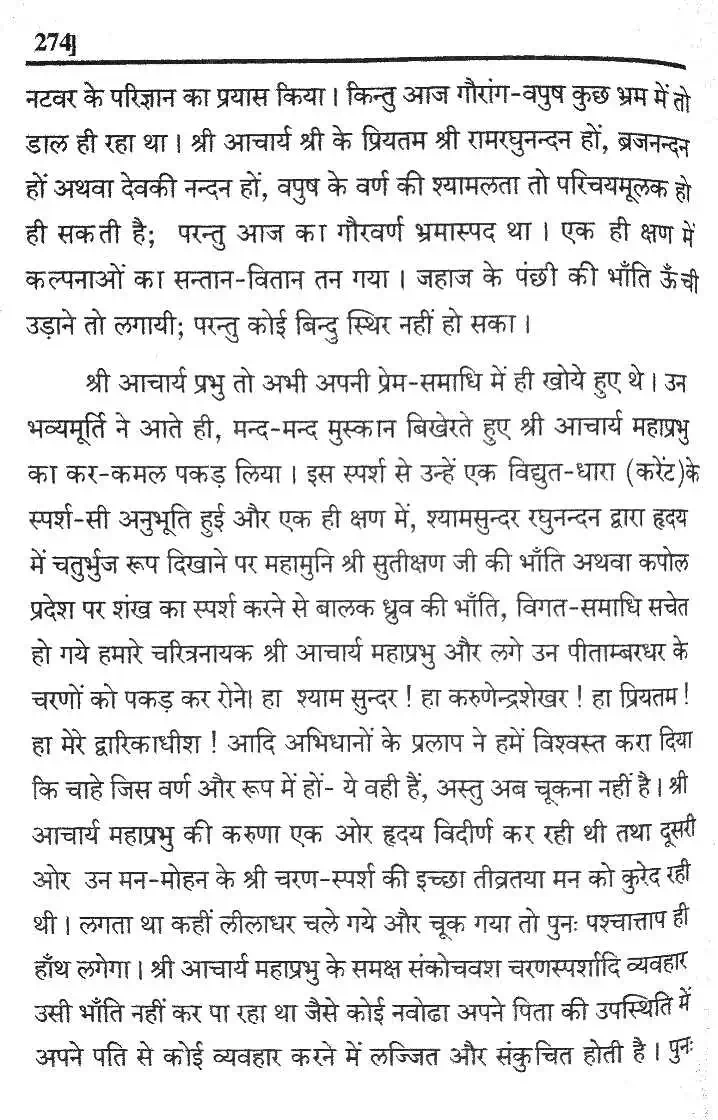 274]
नटवर के परिज्ञान का प्रयास किया । किन्तु आज गौरांग-वपुष कुछ भ्रम में तो
डाल ही रहा था । श्री आचार्य श्री के प्रियतम श्री रामरघुनन्दन हों, ब्रजनन्दन
हों अथवा देवकी नन्दन हों, वपुष के वर्ण की श्यामलता तो परिचयमूलक हो
ही सकती है; परन्तु आज का गौरवर्ण भ्रमास्पद था । एक ही क्षण में
कल्पनाओं का सन्तान-वितान तन गया । जहाज के पंछी की भाँति ऊँची
उड़ाने तो लगायी; परन्तु कोई बिन्दु स्थिर नहीं हो सका ।
श्री आचार्य प्रभु तो अभी अपनी प्रेम-समाधि में ही खोये हुए थे । उन
भव्यमूर्ति ने आते ही, मन्द-मन्द मुस्कान बिखेरते हुए श्री आचार्य महाप्रभु
का कर-कमल पकड़ लिया । इस स्पर्श से उन्हें एक विद्युत-धारा (करेंट)के
स्पर्श-सी अनुभूति हुई और एक ही क्षण में, श्यामसुन्दर रघुनन्दन द्वारा हृदय
में चतुर्भुज रूप दिखाने पर महामुनि श्री सुतीक्षण जी की भाँति अथवा कपोल
प्रदेश पर शंख का स्पर्श करने से बालक ध्रुव की भाँति, विगत-समाधि सचेत
हो गये हमारे चरित्रनायक श्री आचार्य महाप्रभु और लगे उन पीताम्बरधर के
चरणों को पकड़ कर रोने। हा श्याम सुन्दर ! हा करुणेन्द्रशेखर ! हा प्रियतम !
हा मेरे द्वारिकाधीश ! आदि अभिधानों के प्रलाप ने हमें विश्वस्त करा दिया
कि चाहे जिस वर्ण और रूप में हों- ये वही हैं, अस्तु अब चूकना नहीं है । श्री
आचार्य महाप्रभु की करुणा एक ओर हृदय विदीर्ण कर रही थी तथा दूसरी
ओर उन मन-मोहन के श्री चरण-स्पर्श की इच्छा तीव्रतया मन को कुरेद रही
थी । लगता था कहीं लीलाधर चले गये और चूक गया तो पुनः पश्चात्ताप ही
हाँथ लगेगा । श्री आचार्य महाप्रभु के समक्ष संकोचवश चरणस्पर्शादि व्यवहार
उसी भाँति नहीं कर पा रहा था जैसे कोई नवोढा अपने पिता की उपस्थिति में
अपने पति से कोई व्यवहार करने में लज्जित और संकुचित होती है । पुनः